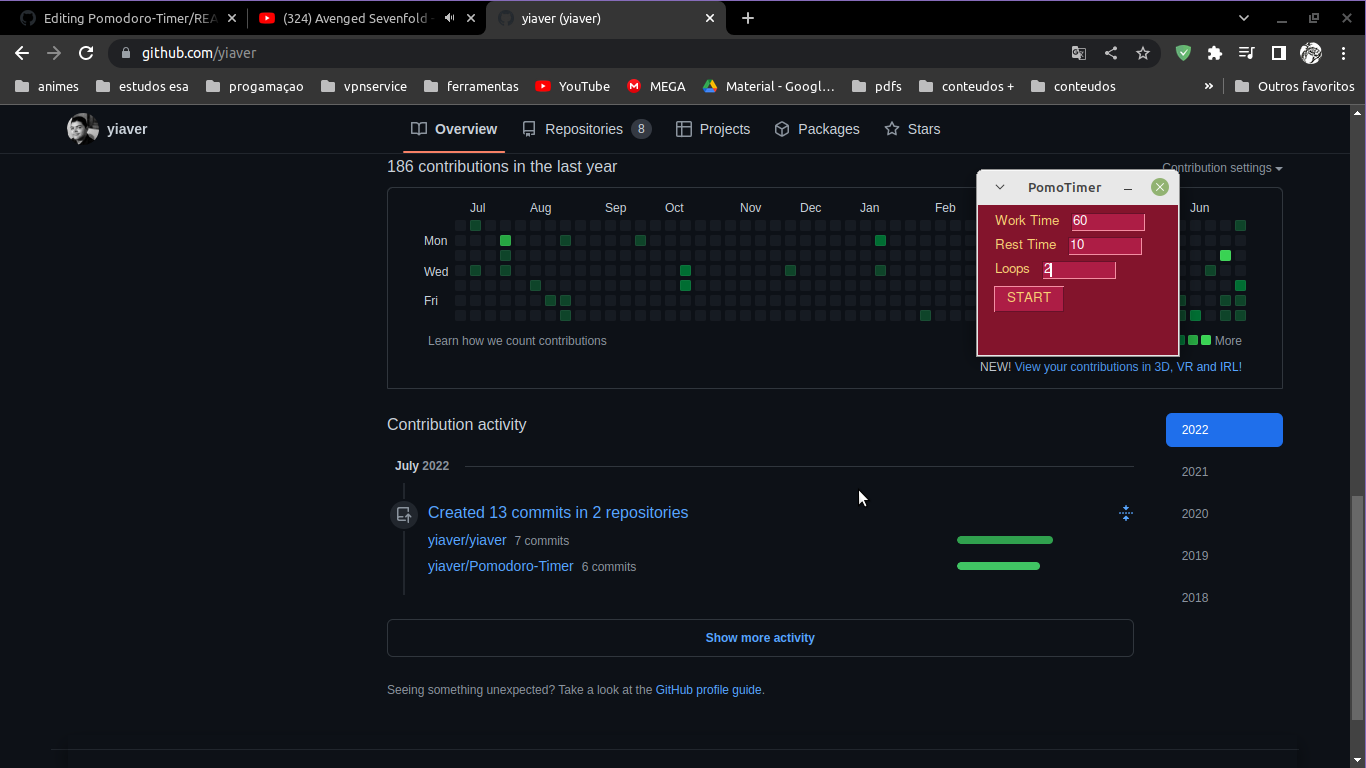 Editing Pomodoro-Timer/REA
(324) Avenged Sevenfold -
yiaver (yiaver)
github.com/yiaver
animes
estudos esa
progamaçao
vpnservice
ferramentas
YouTube
MEGA
Material - Googl...
pdfs
conteudos +
conteudos
»
Outros favoritos
yiaver
Overview
Repositories 8
Projects
Packages
Stars
186 contributions in the last year
Contribution settings
Jul Aug Sep Oct Nov Dec Jan Feb Jun
Mon
Wed
Fri
Learn how we count contributions
More
NEW! View your contributions in 3D, VR and IRL!
PomoTimer
Work Time 60
Rest Time 10
Loops 2
START
Contribution activity
2022
2021
2020
2019
2018
July 2022
Created 13 commits in 2 repositories
yiaver/yiaver 7 commits
yiaver/Pomodoro-Timer 6 commits
Show more activity
Seeing something unexpected? Take a look at the GitHub profile guide.